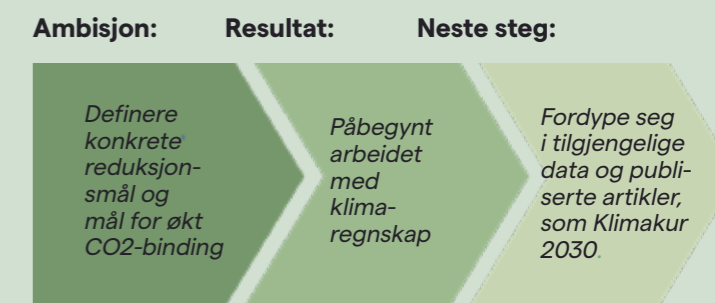 Ambisjon: Resultat: Neste steg:
Definere
konkrete
reduksjon-
smål og
mål for økt
CO2-binding
Påbegynt
arbeidet
med
klima-
regnskap
Fordype seg
i tilgjengelige
data og publi-
serte artikler,
som Klimakur
2030.